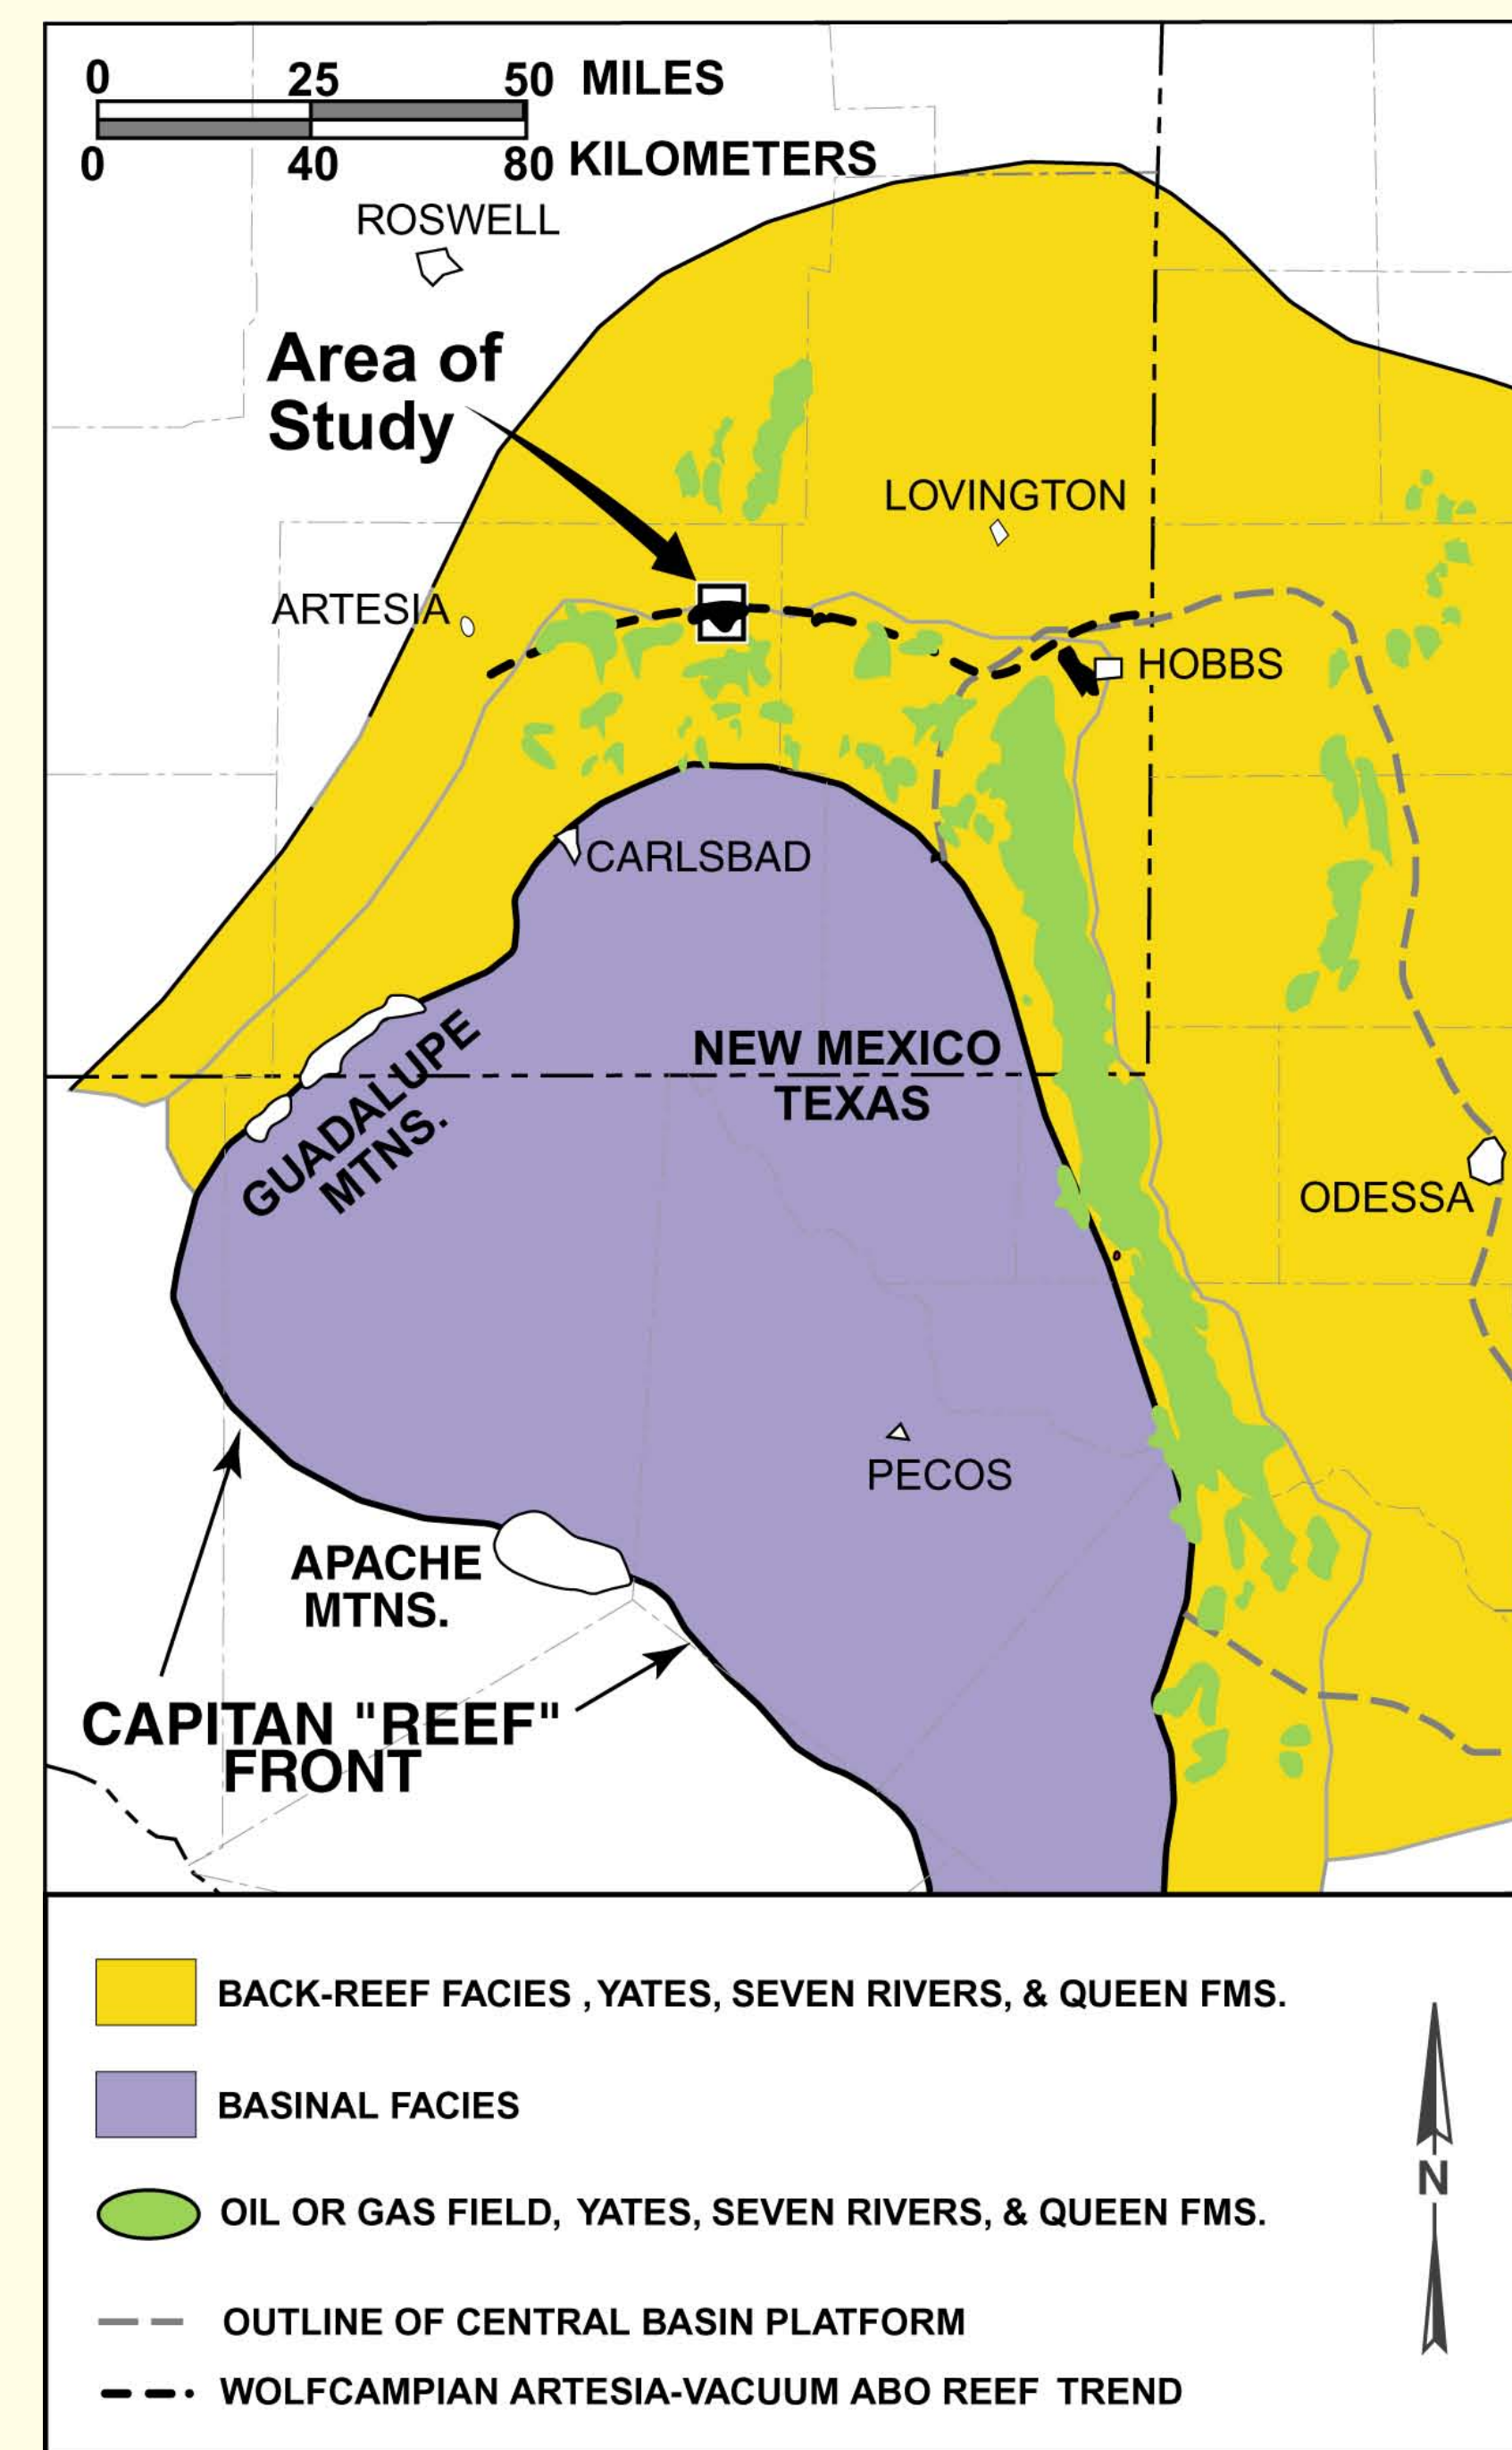 0 25 50 MILES
0 40 80 KILOMETERS
ROSWELL
Area of
Study
LOVINGTON
ARTESIA
HOBBS
CARLSBAD
GUADALUPE
MTNS.
NEW MEXICO
TEXAS
ODESSA
PECOS
APACHE
MTNS.
CAPITAN "REEF"
FRONT
BACK-REEF FACIES , YATES, SEVEN RIVERS, & QUEEN FMS.
BASINAL FACIES
OIL OR GAS FIELD, YATES, SEVEN RIVERS, & QUEEN FMS.
N
OUTLINE OF CENTRAL BASIN PLATFORM
WOLFCAMPIAN ARTESIA-VACUUM ABO REEF TREND